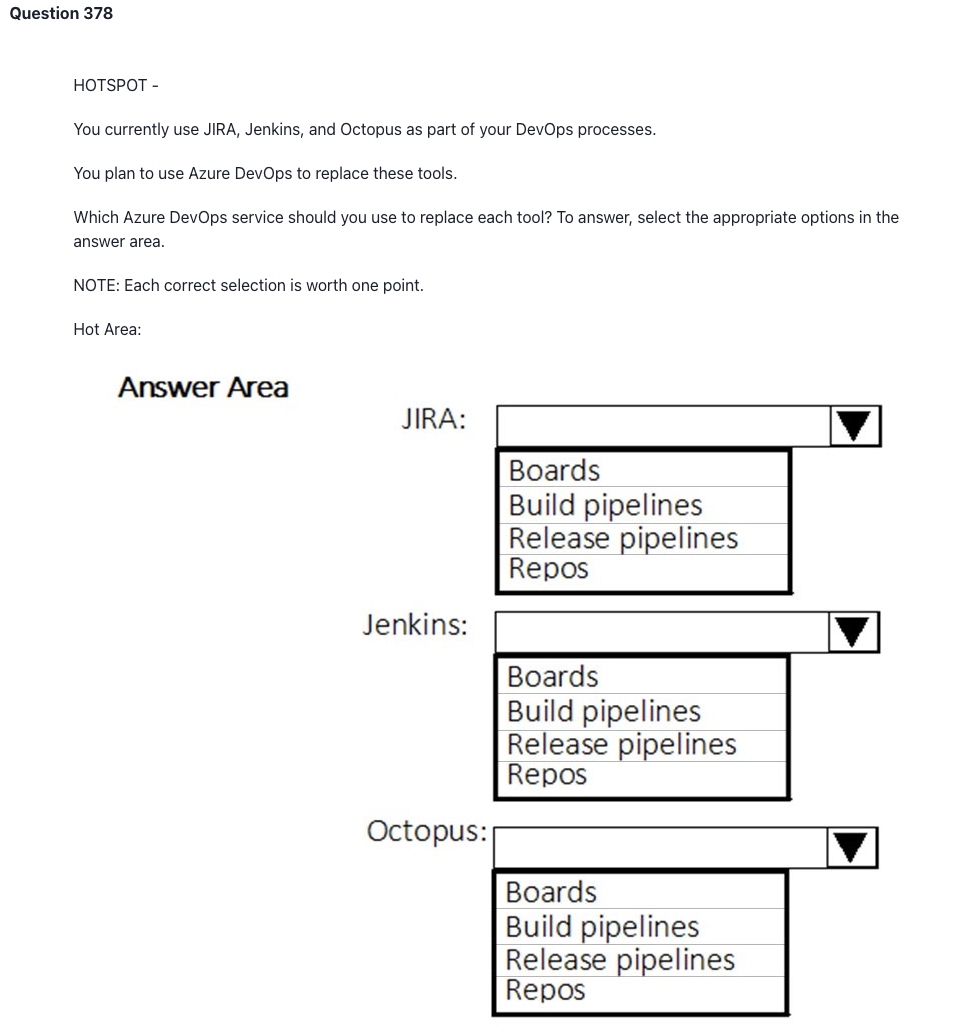 Question 378
HOTSPOT -
You currently use JIRA, Jenkins, and Octopus as part of your DevOps processes.
You plan to use Azure DevOps to replace these tools.
Which Azure DevOps service should you use to replace each tool? To answer, select the appropriate options in the
answer area.
NOTE: Each correct selection is worth one point.
Hot Area:
Answer Area
JIRA:
Boards
Build pipelines
Release pipelines
Repos
Jenkins:
Boards
Build pipelines
Release pipelines
Repos
Octopus:
Boards
Build pipelines
Release pipelines
Repos